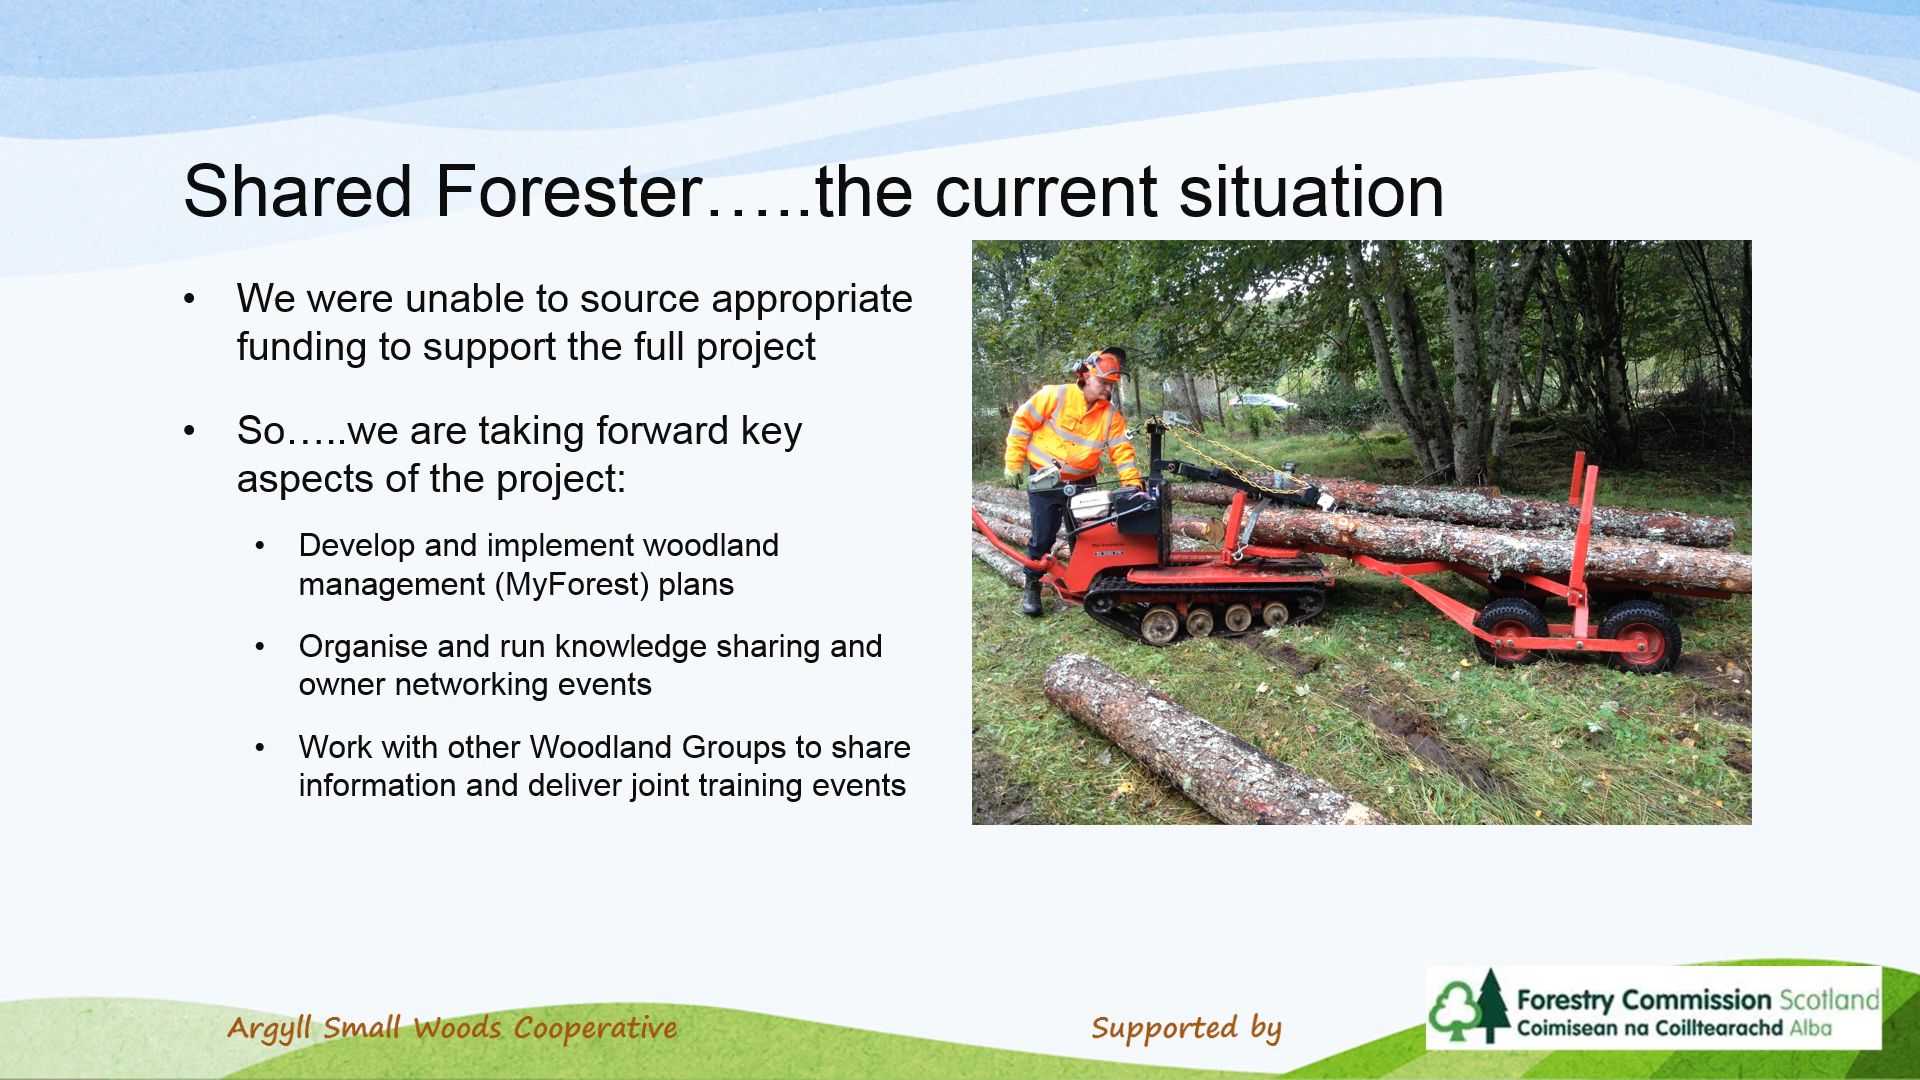 Shared Forester…..the current situation
• We were unable to source appropriate
funding to support the full project
• So…..we are taking forward key
aspects of the project:
• Develop and implement woodland
management (MyForest) plans
• Organise and run knowledge sharing and
owner networking events
• Work with other Woodland Groups to share
information and deliver joint training events
Argyll Small Woods Cooperative
Supported by
Forestry Commission Scotland
Coimisean na Coilltearachd Alba